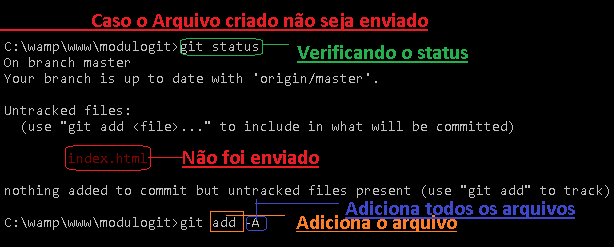 Caso o Arquivo criado não seja enviado
C:\wamp\www\modulogit>git status
Verificando o status
On branch master
Your branch is up to date with 'origin/master'.
Untracked files:
(use "git add <file>..." to include in what will be committed)
index.html
Não foi enviado
nothing added to commit but untracked files present (use "git add" to track)
Adiciona todos os arquivos
C:\wamp\www\modulogit>git add -A
Adiciona o arquivo